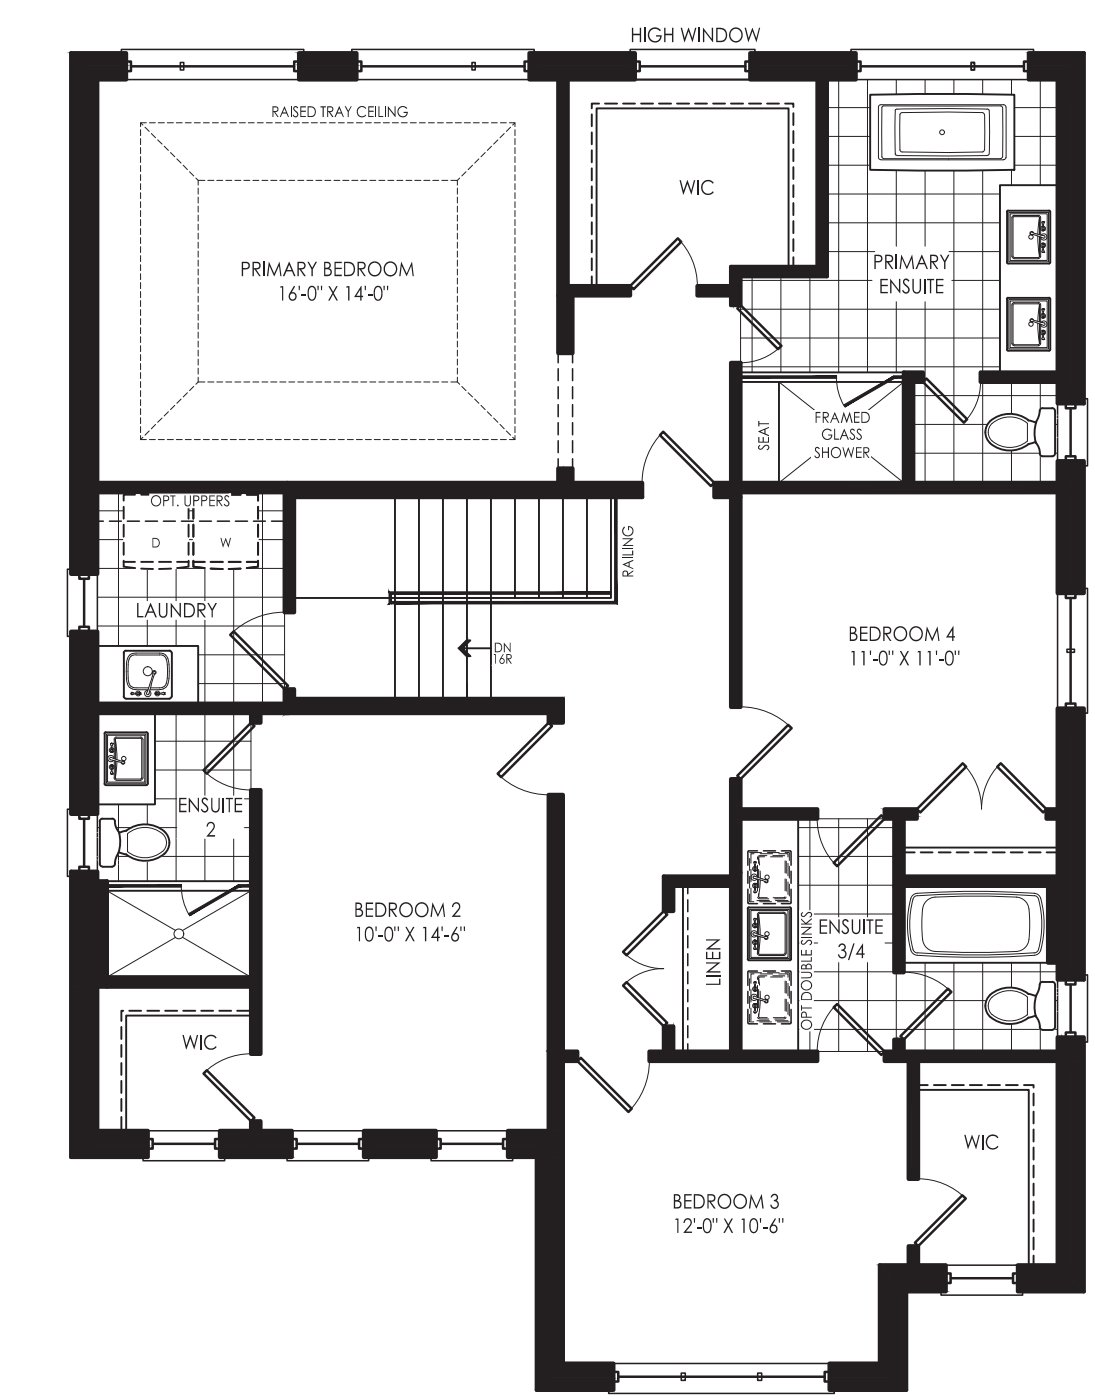 HIGH WINDOW
RAISED TRAY CEILING
WIC
PRIMARY BEDROOM
16'-0" X 14'-0"
PRIMARY
ENSUITE
SEAT
FRAMED
GLASS
SHOWER
OPT. UPPERS
D
W
RAILING
LAUNDRY
DN
16R
BEDROOM 4
11'-0" X 11'-0"
ENSUITE
2
BEDROOM 2
10'-0" X 14'-6"
LINEN
OPT DOUBLE SINKS
ENSUITE
3/4
WIC
WIC
BEDROOM 3
12'-0" X 10'-6"